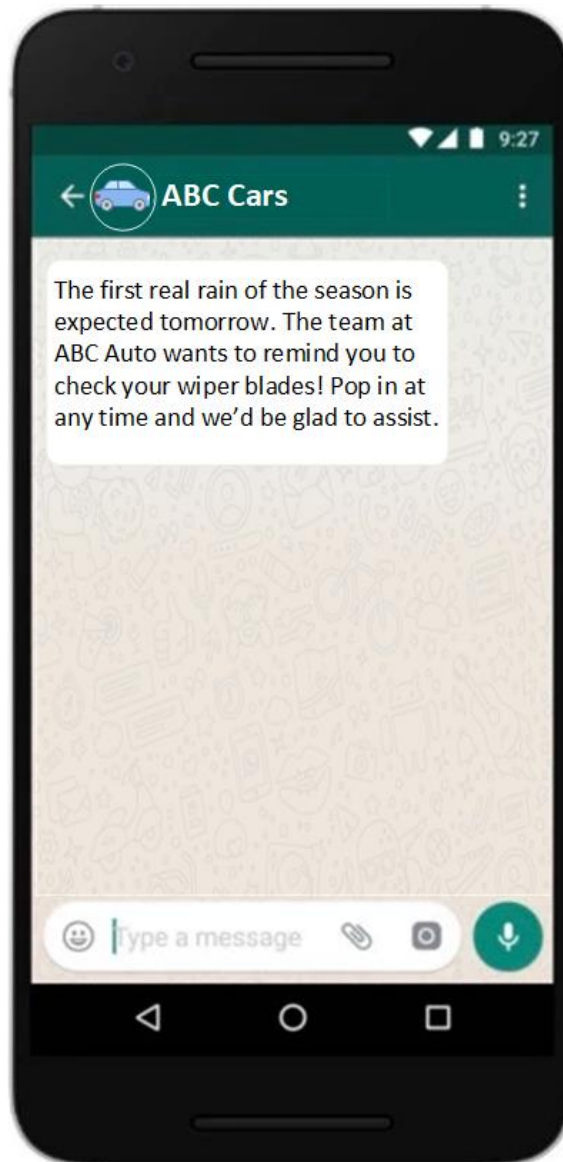 9:27
ABC Cars
The first real rain of the season is
expected tomorrow. The team at
ABC Auto wants to remind you to
check your wiper blades! Pop in at
any time and we’d be glad to assist.
Type a message